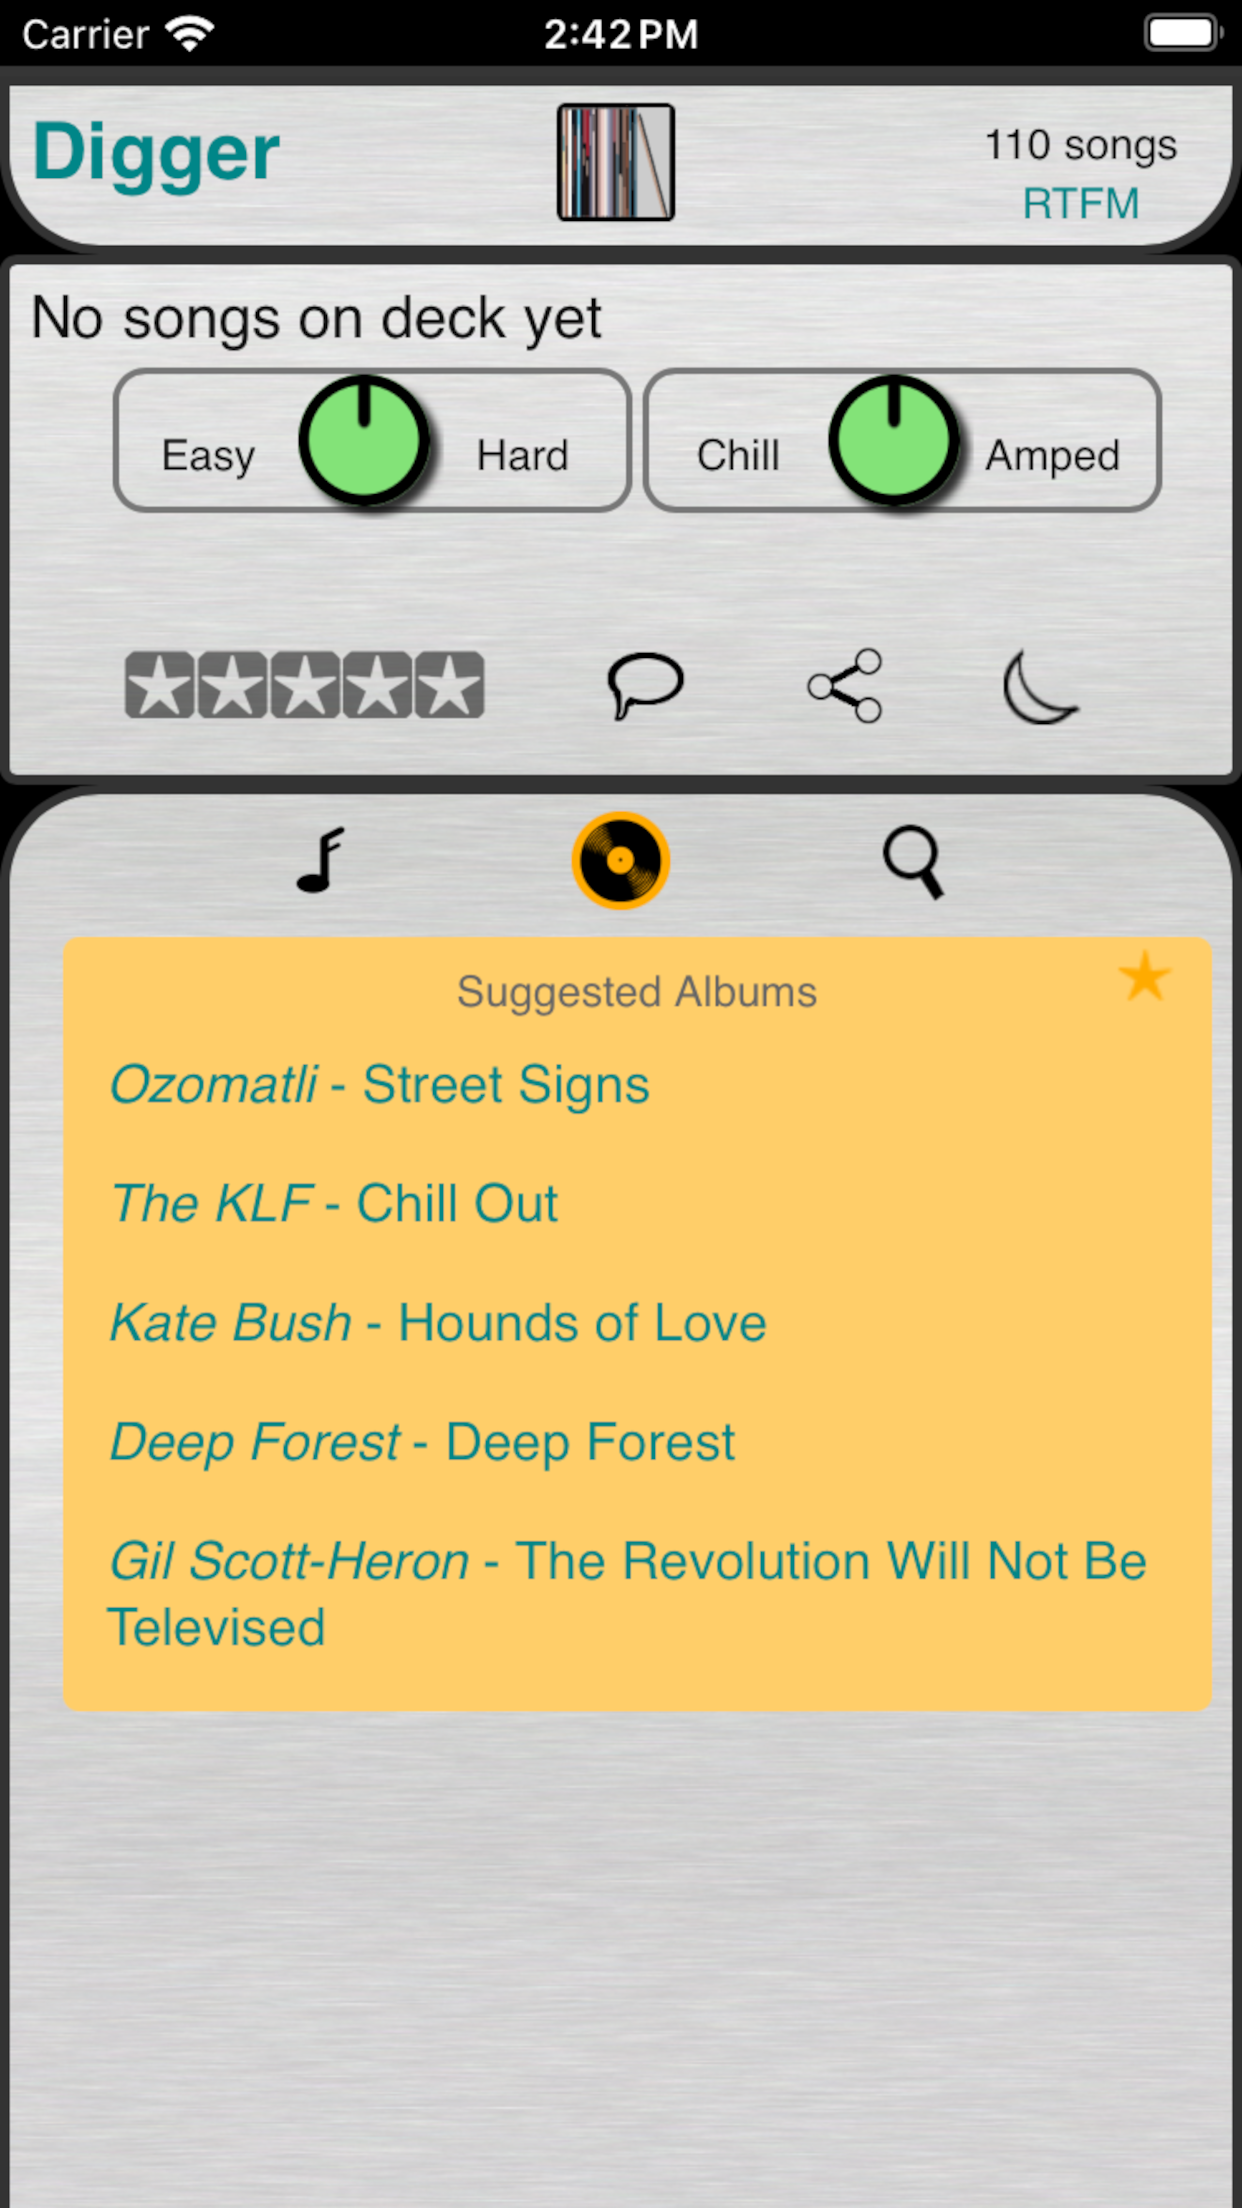 Carrier 2:42 PM
Digger
110 songs
RTFM
No songs on deck yet
Easy Hard Chill Amped
Suggested Albums
Ozomatli - Street Signs
The KLF - Chill Out
Kate Bush - Hounds of Love
Deep Forest - Deep Forest
Gil Scott-Heron - The Revolution Will Not Be
Televised